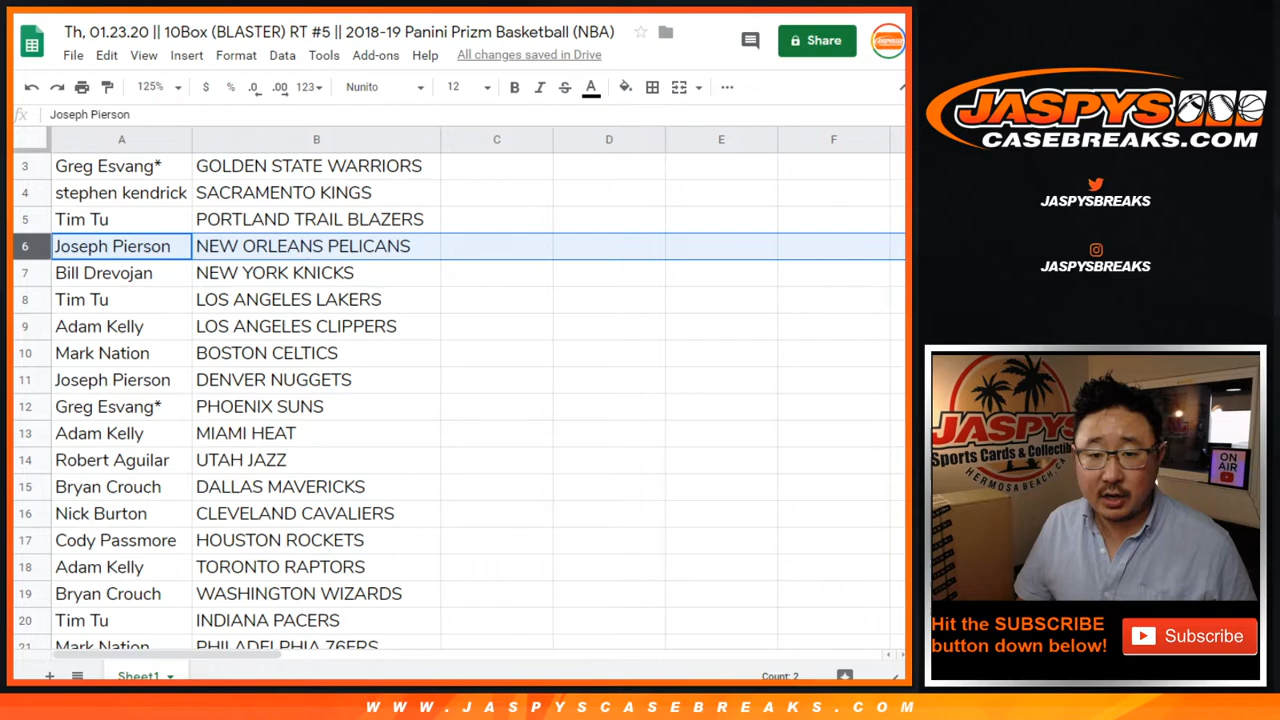 Th, 01.23.20 || 10Box (BLASTER) RT #5 || 2018-19 Panini Prizm Basketball (NBA)
File Edit View Insert Format Data Tools Add-ons Help All changes saved in Drive
Share
125% $ % .0 .00 123 Nunito 12 B I S A
fx Joseph Pierson
A B C D E F
3 Greg Esvang* GOLDEN STATE WARRIORS
4 stephen kendrick SACRAMENTO KINGS
5 Tim Tu PORTLAND TRAIL BLAZERS
6 Joseph Pierson NEW ORLEANS PELICANS
7 Bill Drevojan NEW YORK KNICKS
8 Tim Tu LOS ANGELES LAKERS
9 Adam Kelly LOS ANGELES CLIPPERS
10 Mark Nation BOSTON CELTICS
11 Joseph Pierson DENVER NUGGETS
12 Greg Esvang* PHOENIX SUNS
13 Adam Kelly MIAMI HEAT
14 Robert Aguilar UTAH JAZZ
15 Bryan Crouch DALLAS MAVERICKS
16 Nick Burton CLEVELAND CAVALIERS
17 Cody Passmore HOUSTON ROCKETS
18 Adam Kelly TORONTO RAPTORS
19 Bryan Crouch WASHINGTON WIZARDS
20 Tim Tu INDIANA PACERS
21 Mark Nation PHILADELPHIA 76ERS
Sheet1 Count: 2
JASPYS
CASEBREAKS.COM
JASPYSBREAKS
JASPYSBREAKS
JASPYS
Sports Cards & Collectib
HERMOSA BEACH, CA
ON
AIR
Hit the SUBSCRIBE
button down below!
Subscribe
WWW.JASPYSCASEBREAKS.COM